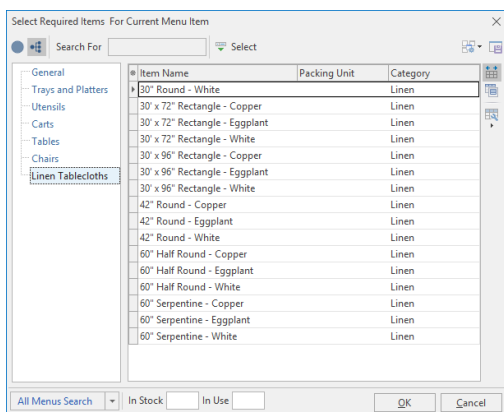 Select Required Items For Current Menu Item
Search For Select
General
Trays and Platters
Utensils
Carts
Tables
Chairs
Linen Tablecloths
Item Name Packing Unit Category
30" Round - White Linen
30' x 72" Rectangle - Copper Linen
30' x 72" Rectangle - Eggplant Linen
30' x 72" Rectangle - White Linen
30' x 96" Rectangle - Copper Linen
30' x 96" Rectangle - Eggplant Linen
30' x 96" Rectangle - White Linen
42" Round - Copper Linen
42" Round - Eggplant Linen
42" Round - White Linen
60" Half Round - Copper Linen
60" Half Round - Eggplant Linen
60" Half Round - White Linen
60" Serpentine - Copper Linen
60" Serpentine - Eggplant Linen
60" Serpentine - White Linen
All Menus Search In Stock In Use OK Cancel